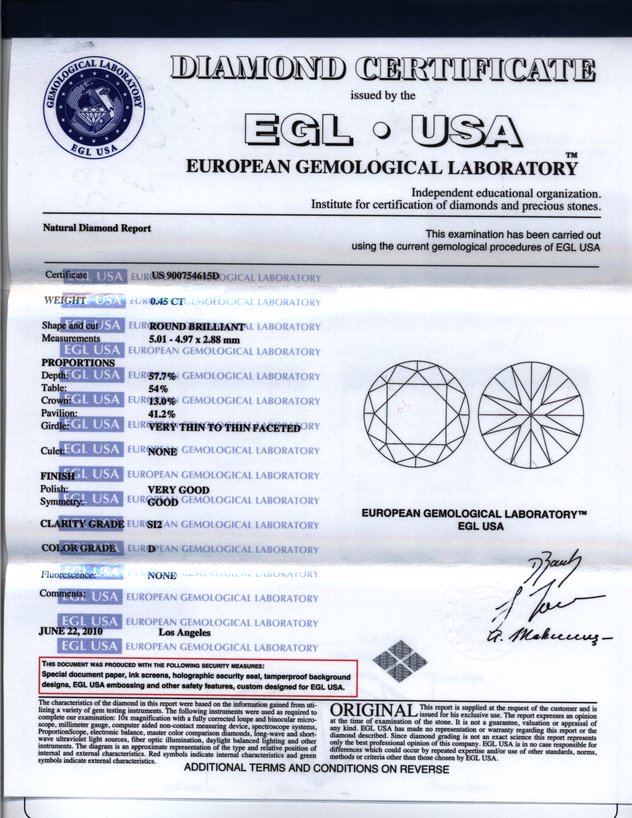 GEMOLOGICAL LABORATORY
EGL USA
DIAMOND CERTIFICATE
issued by the
EGL • USA
EUROPEAN GEMOLOGICAL LABORATORY™
Independent educational organization.
Institute for certification of diamonds and precious stones.
Natural Diamond Report
This examination has been carried out
using the current gemological procedures of EGL USA
Certificate US 900754615D
WEIGHT 0.45 CT
Shape and cut ROUND BRILLIANT
Measurements 5.01 - 4.97 x 2.88 mm
PROPORTIONS
Depth: 57.7%
Table: 54%
Crown: 13.0%
Pavilion: 41.2%
Girdle: VERY THIN TO THIN FACETED
Culet: NONE
FINISH
Polish: VERY GOOD
Symmetry: GOOD
CLARITY GRADE SI2
COLOR GRADE D
Fluorescence: NONE
Comments:
JUNE 22, 2010 Los Angeles
EGL USA EUROPEAN GEMOLOGICAL LABORATORY
EUROPEAN GEMOLOGICAL LABORATORY™
EGL USA
THIS DOCUMENT WAS PRODUCED WITH THE FOLLOWING SECURITY MEASURES:
Special document paper, ink screens, holographic security seal, tamperproof background
designs, EGL USA embossing and other safety features, custom designed for EGL USA.
The characteristics of the diamond in this report were based on the information gained from uti-
lizing a variety of gem testing instruments. The following instruments were used as required to
complete our examination: 10x magnification with a fully corrected loupe and binocular micro-
scope, millimeter gauge, computer aided non-contact measuring device, spectroscope systems,
ProportionScope, electronic balance, master color comparison diamonds, long-wave and short-
wave ultraviolet light sources, fiber optic illumination, daylight balanced lighting and other
instruments. The diagram is an approximate representation of the type and relative position of
internal and external characteristics. Red symbols indicate internal characteristics and green
symbols indicate external characteristics.
ORIGINAL This report is supplied at the request of the customer and is
issued for his exclusive use. The report expresses an opinion
at the time of examination of the stone. It is not a guarantee, valuation or appraisal of
any kind. EGL USA has made no representation or warranty regarding this report or the
diamond described. Since diamond grading is not an exact science this report represents
only the best professional opinion of this company. EGL USA is in no case responsible for
differences which could occur by repeated expertise and/or use of other standards, norms,
methods or criteria other than those chosen by EGL USA.
ADDITIONAL TERMS AND CONDITIONS ON REVERSE